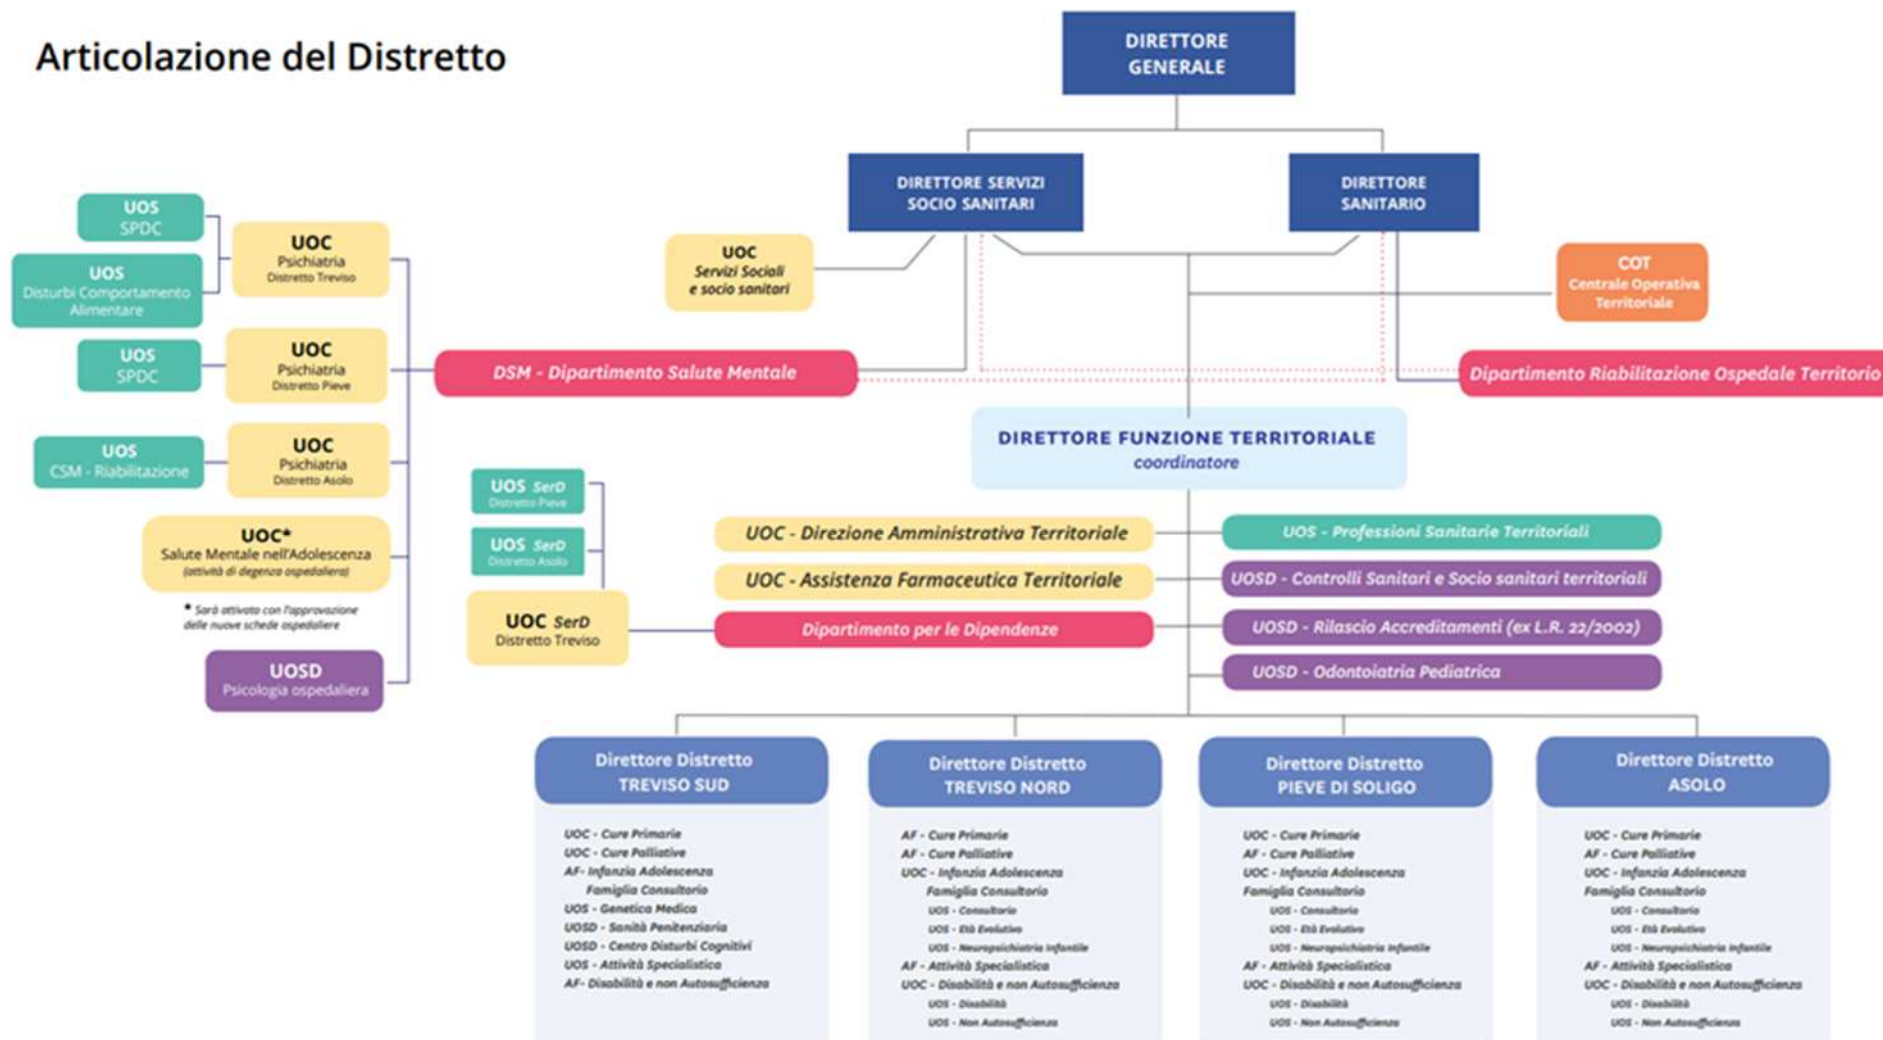 Articolazione del Distretto
DIRETTORE
GENERALE
DIRETTORE SERVIZI
SOCIO SANITARI
DIRETTORE
SANITARIO
UOC
Servizi Sociali
e socio sanitari
COT
Centrale Operativa
Territoriale
UOS
SPDC
UOS
Disturbi Comportamento
Alimentare
UOC
Psichiatria
Distretto Treviso
UOS
SPDC
UOC
Psichiatria
Distretto Pieve
UOS
CSM - Riabilitazione
UOC
Psichiatria
Distretto Asolo
UOC*
Salute Mentale nell'Adolescenza
(attività di degenza ospedaliera)
* Sarà attivata con l'approvazione
delle nuove schede ospedaliere
UOSD
Psicologia ospedaliera
DSM - Dipartimento Salute Mentale
Dipartimento Riabilitazione Ospedale Territorio
DIRETTORE FUNZIONE TERRITORIALE
coordinatore
UOS SerD
Distretto Pieve
UOS SerD
Distretto Asolo
UOC SerD
Distretto Treviso
UOC - Direzione Amministrativa Territoriale
UOC - Assistenza Farmaceutica Territoriale
Dipartimento per le Dipendenze
UOS - Professioni Sanitarie Territoriali
UOSD - Controlli Sanitari e Socio sanitari territoriali
UOSD - Rilascio Accreditamenti (ex L.R. 22/2002)
UOSD - Odontoiatria Pediatrica
Direttore Distretto
TREVISO SUD
UOC - Cure Primarie
UOC - Cure Palliative
AF- Infanzia Adolescenza
Famiglia Consultorio
UOS - Genetica Medica
UOSD - Sanità Penitenziaria
UOSD - Centro Disturbi Cognitivi
UOS - Attività Specialistica
AF- Disabilità e non Autosufficienza
Direttore Distretto
TREVISO NORD
AF - Cure Primarie
AF - Cure Palliative
UOC - Infanzia Adolescenza
Famiglia Consultorio
UOS - Consultorio
UOS - Età Evolutivo
UOS - Neuropsichiatria Infantile
AF - Attività Specialistica
UOC - Disabilità e non Autosufficienza
UOS - Disabilità
UOS - Non Autosufficienza
Direttore Distretto
PIEVE DI SOLIGO
UOC - Cure Primarie
AF - Cure Palliative
UOC - Infanzia Adolescenza
Famiglia Consultorio
UOS - Consultorio
UOS - Età Evolutivo
UOS - Neuropsichiatria Infantile
AF - Attività Specialistica
UOC - Disabilità e non Autosufficienza
UOS - Disabilità
UOS - Non Autosufficienza
Direttore Distretto
ASOLO
UOC - Cure Primarie
AF - Cure Palliative
UOC - Infanzia Adolescenza
Famiglia Consultorio
UOS - Consultorio
UOS - Età Evolutivo
UOS - Neuropsichiatria Infantile
AF - Attività Specialistica
UOC - Disabilità e non Autosufficienza
UOS - Disabilità
UOS - Non Autosufficienza